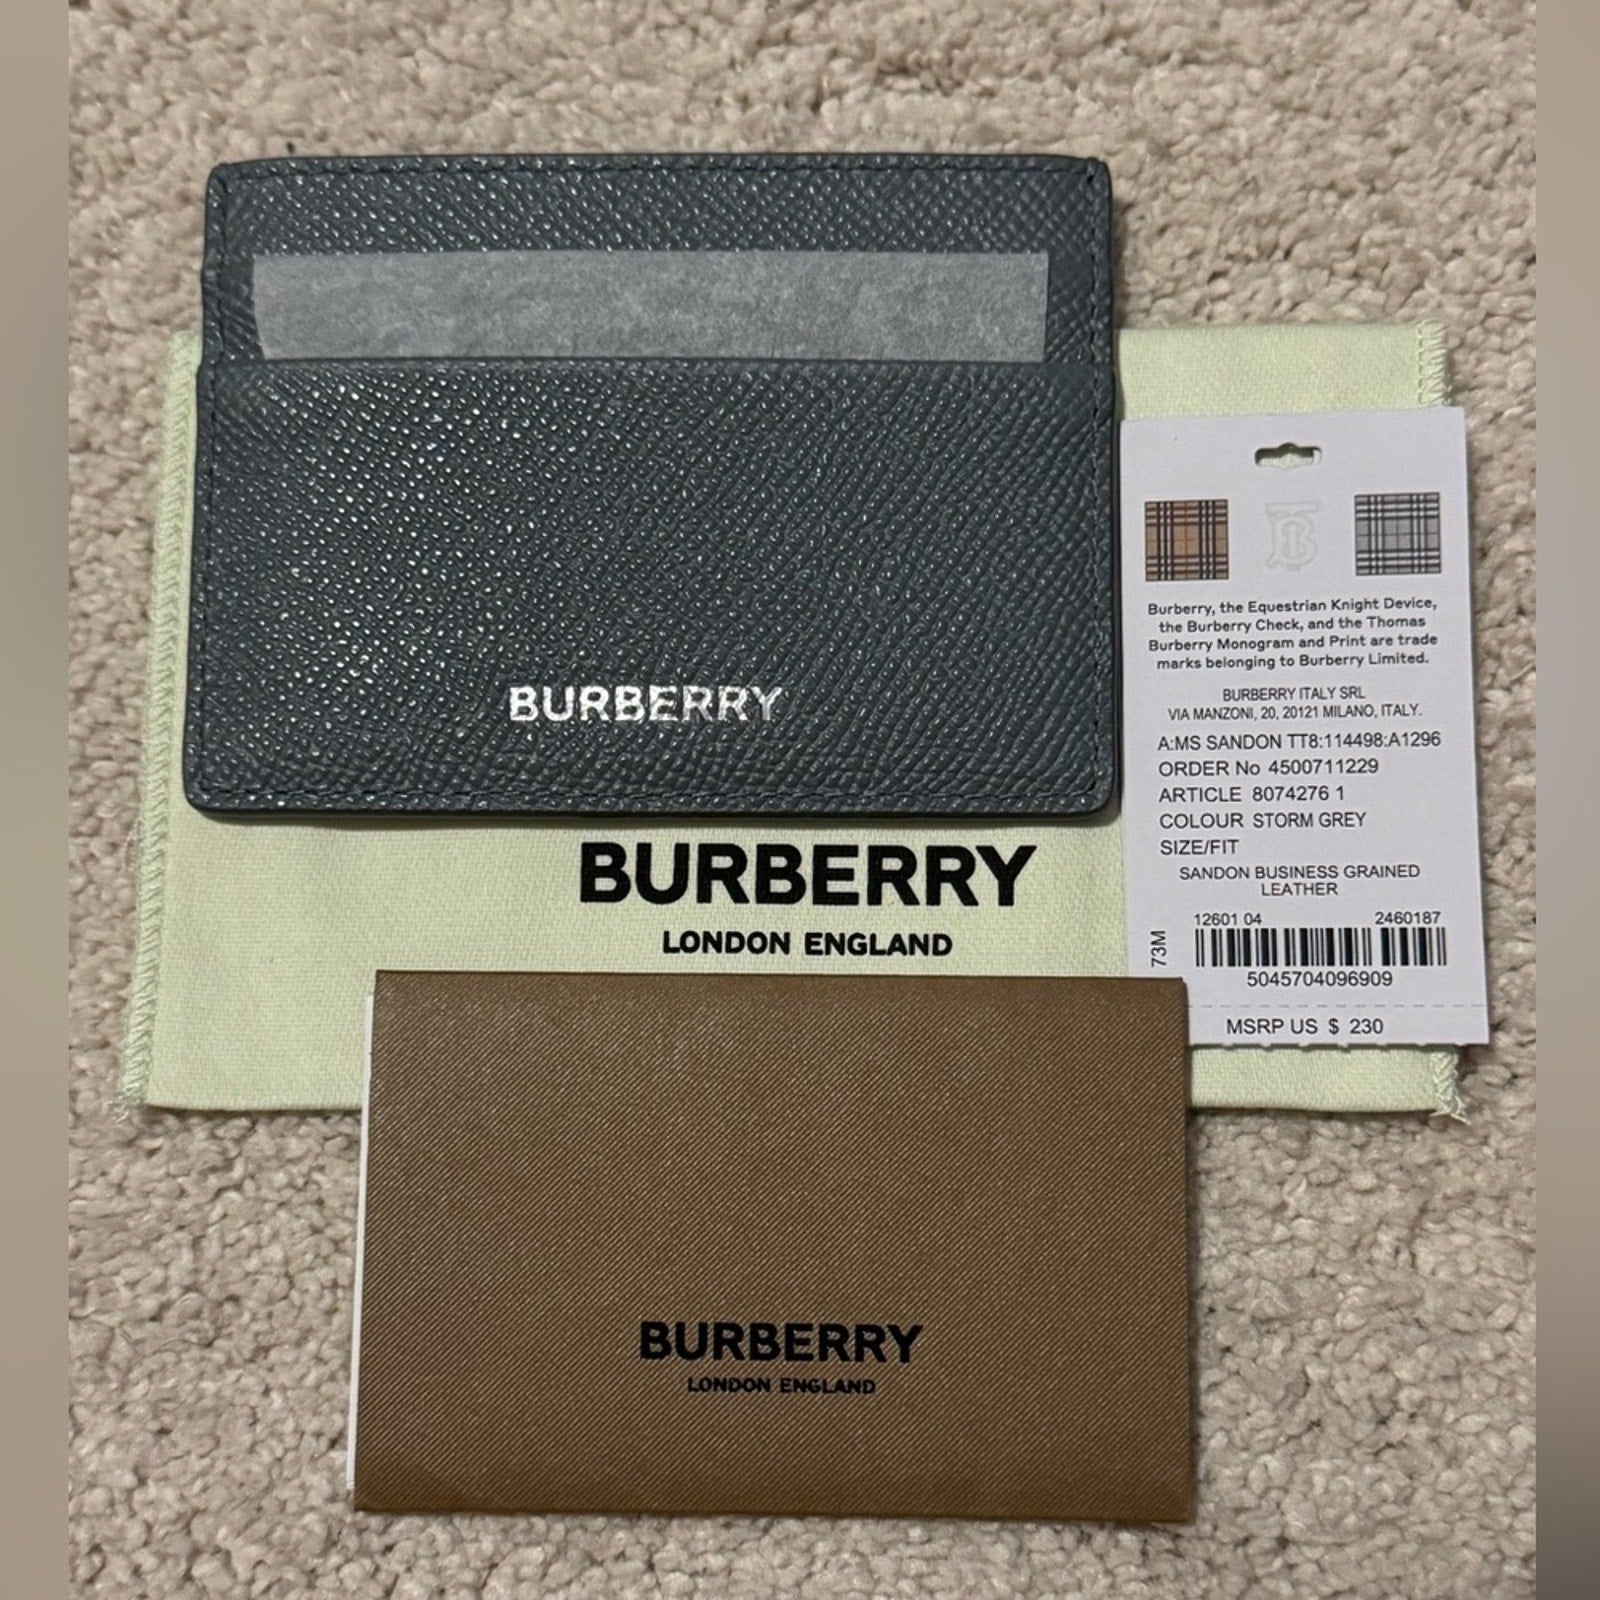 BURBERRY
Burberry, the Equestrian Knight Device,
the Burberry Check, and the Thomas
Burberry Monogram and Print are trade
marks belonging to Burberry Limited.
BURBERRY ITALY SRL
VIA MANZONI, 20, 20121 MILANO, ITALY.
A:MS SANDON TT8:114498:A1296
ORDER No 4500711229
ARTICLE 8074276 1
COLOUR STORM GREY
SIZE/FIT
SANDON BUSINESS GRAINED
LEATHER
12601 04 2460187
73M
5045704096909
MSRP US $ 230
BURBERRY
LONDON ENGLAND
BURBERRY
LONDON ENGLAND